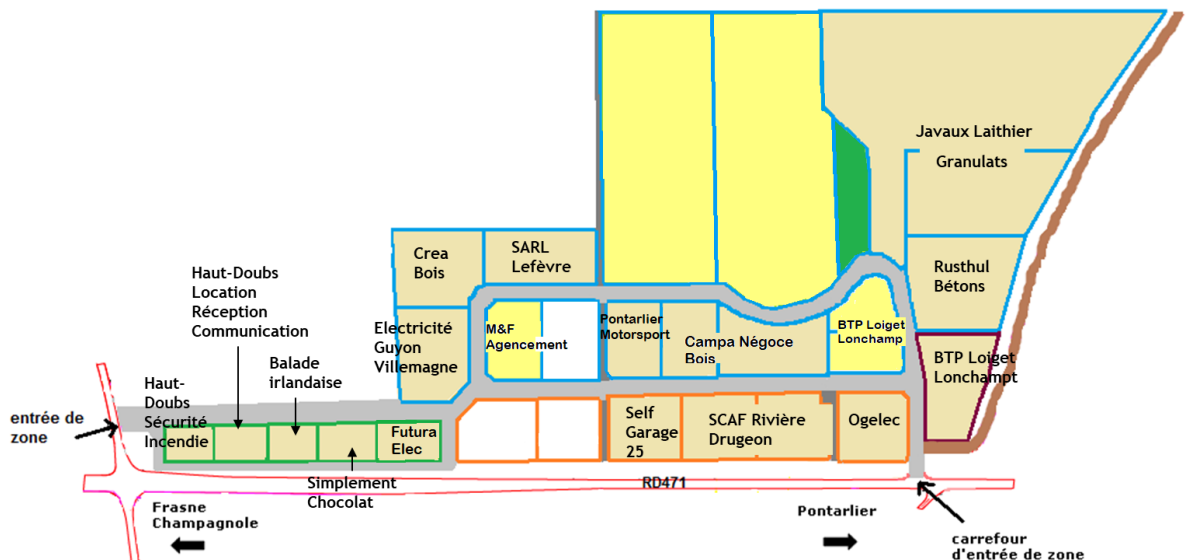 Javaux Laithier
Granulats
Crea
Bois
SARL
Lefèvre
Rusthul
Bétons
Haut-Doubs
Location
Réception
Communication
Electricité
Guyon
Villemagne
M&F
Agencement
Pontarlier
Motorsport
Campa Négoce
Bois
BTP Loiget
Lonchamp
BTP Loiget
Lonchampt
Balade
irlandaise
Haut-
Doubs
Sécurité
Incendie
entrée de
zone
Futura
Elec
Self
Garage
25
SCAF Rivière
Drugeon
Ogelec
Simplement
Chocolat
RD471
Frasne
Champagnole
Pontarlier
carrefour
d'entrée de zone